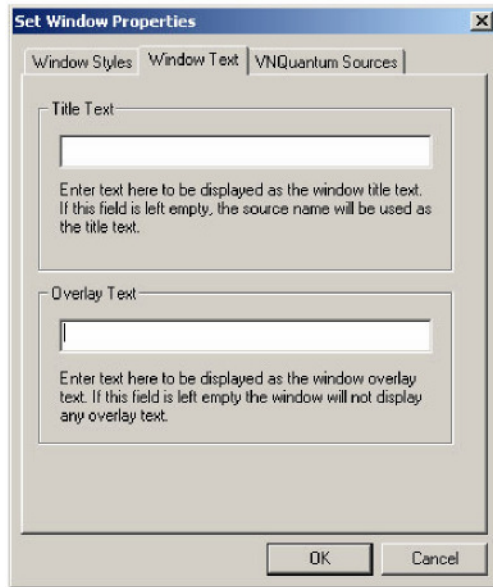 Set Window Properties
Window Styles Window Text VNQuantum Sources
Title Text
Enter text here to be displayed as the window title text.
If this field is left empty, the source name will be used as
the title text.
Overlay Text
Enter text here to be displayed as the window overlay
text. If this field is left empty the window will not display
any overlay text.
OK Cancel